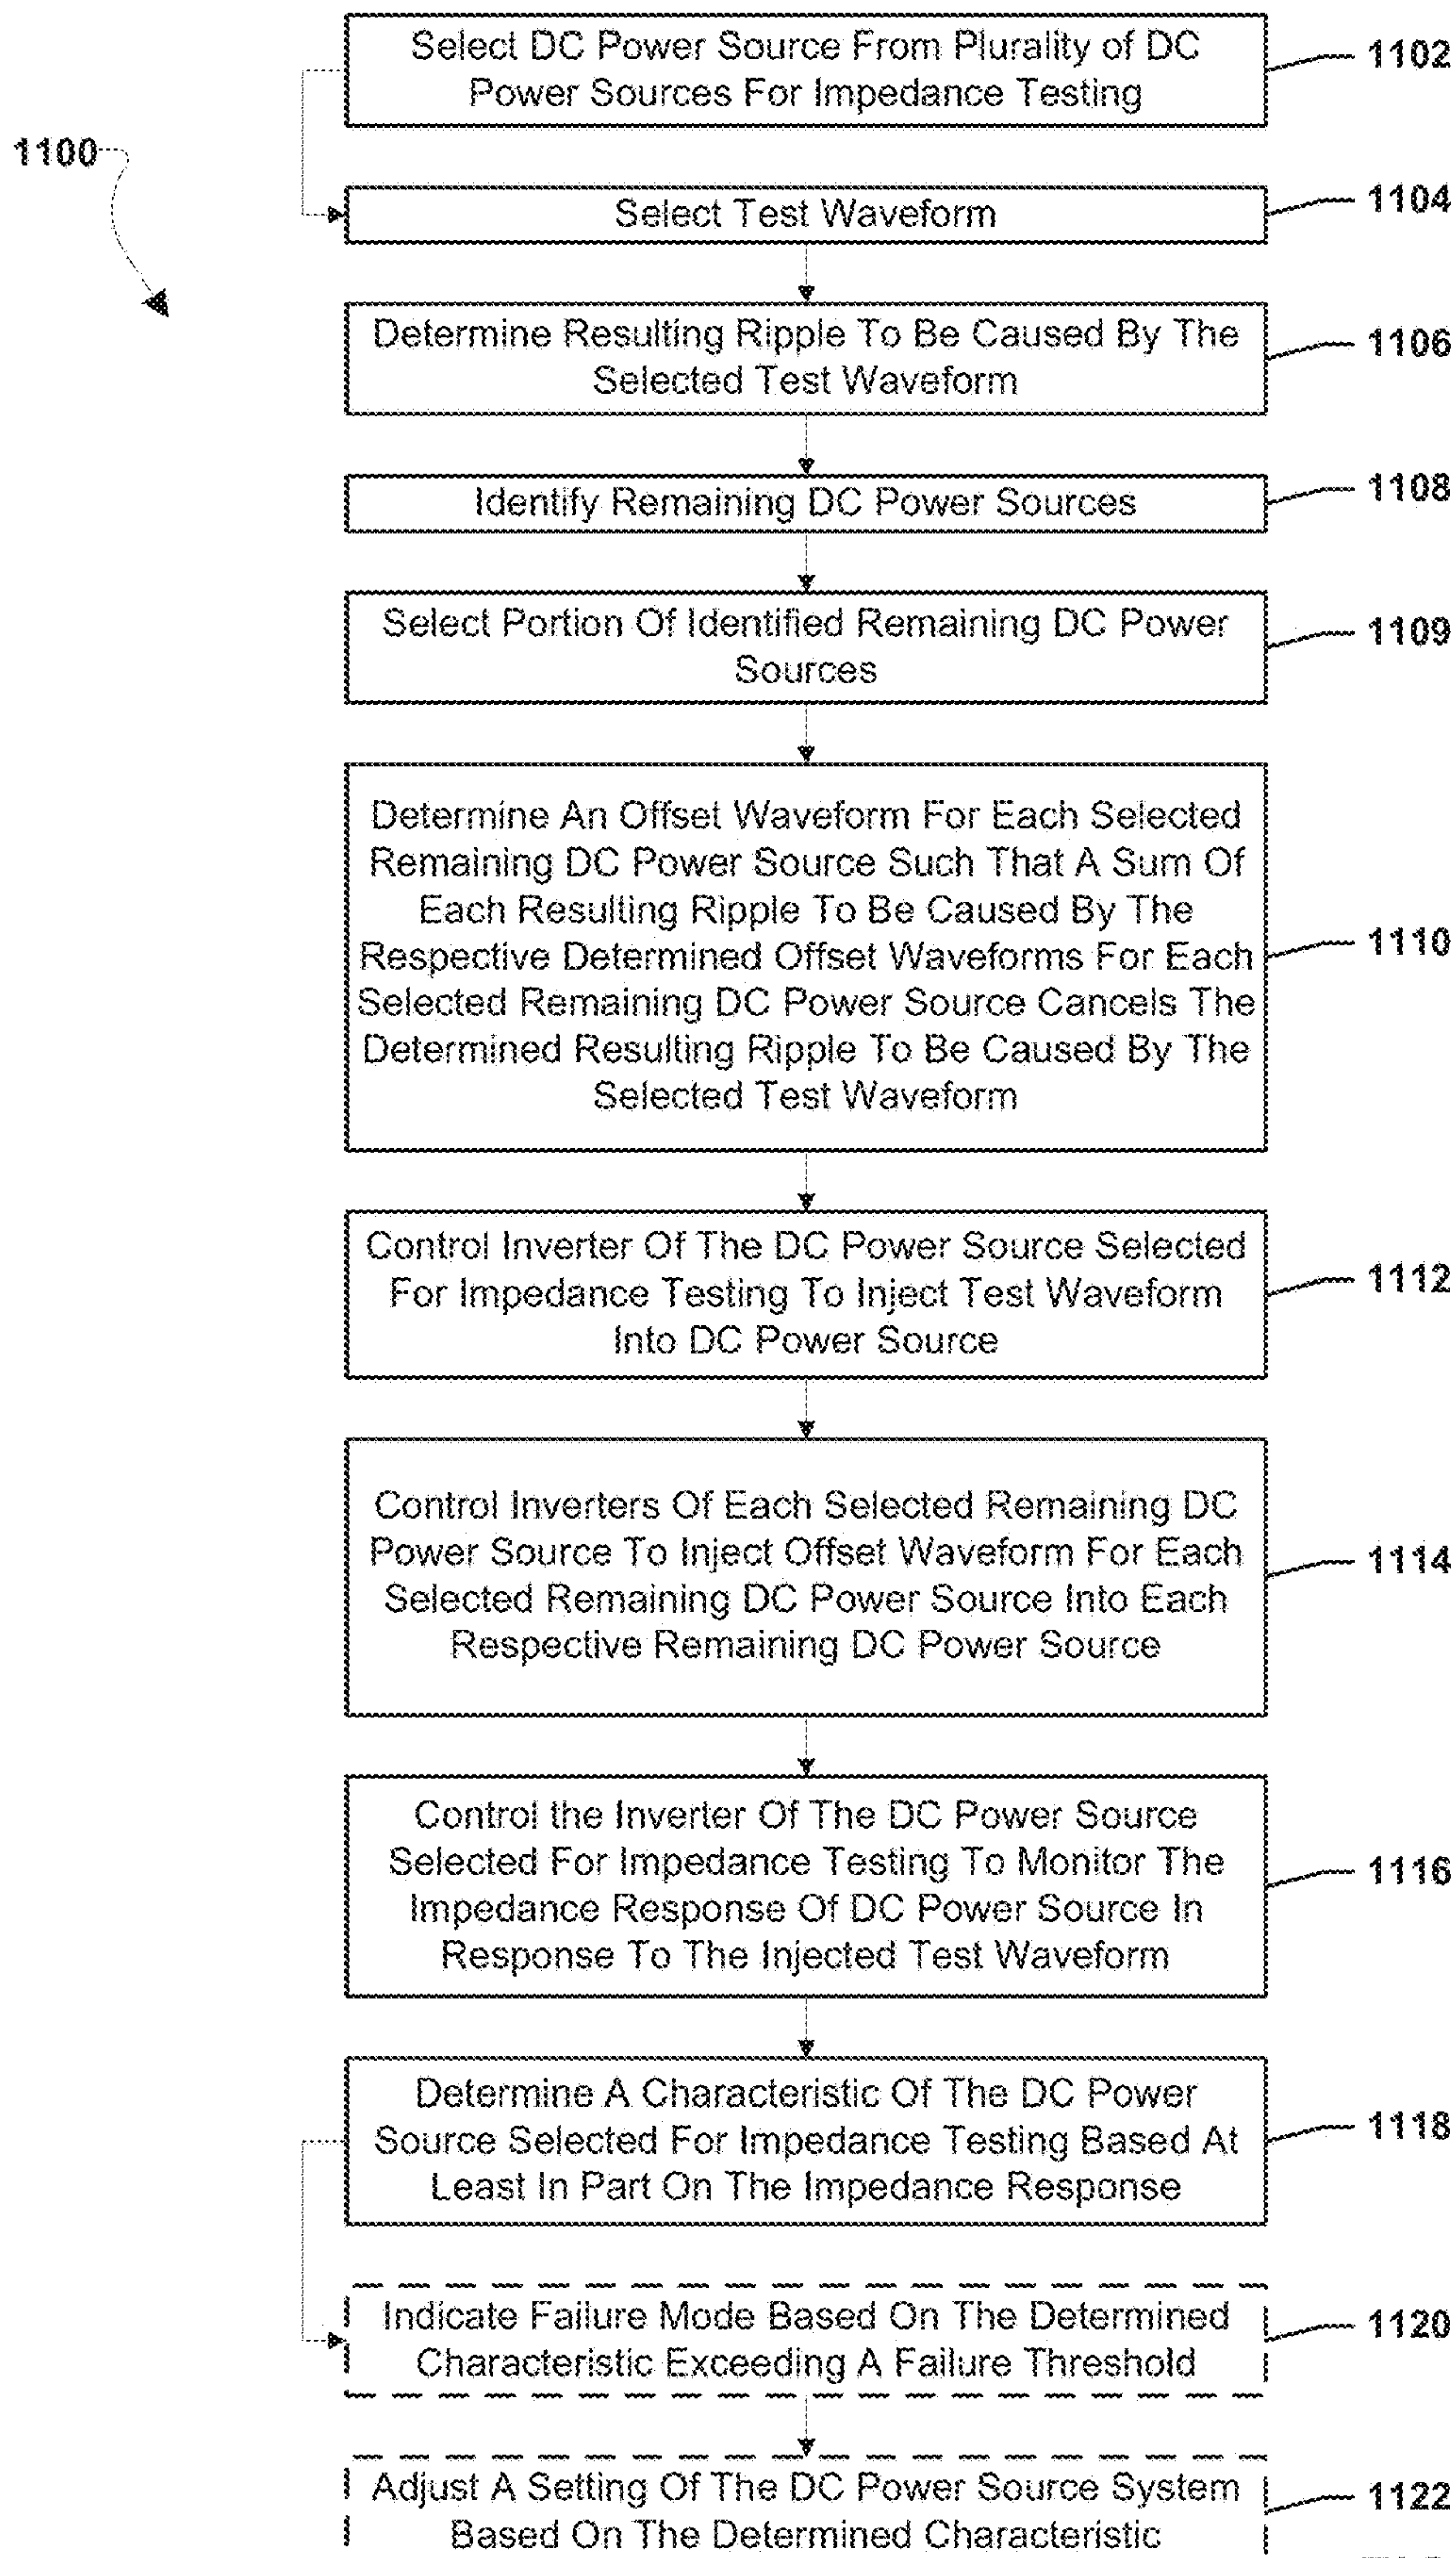 Select DC Power Source From Plurality of DC
Power Sources For Impedance Testing
1102
1100
Select Test Waveform
1104
Determine Resulting Ripple To Be Caused By The
Selected Test Waveform
1106
Identify Remaining DC Power Sources
1108
Select Portion Of Identified Remaining DC Power
Sources
1109
Determine An Offset Waveform For Each Selected
Remaining DC Power Source Such That A Sum Of
Each Resulting Ripple To Be Caused By The
Respective Determined Offset Waveforms For Each
Selected Remaining DC Power Source Cancels The
Determined Resulting Ripple To Be Caused By The
Selected Test Waveform
1110
Control Inverter Of The DC Power Source Selected
For Impedance Testing To Inject Test Waveform
Into DC Power Source
1112
Control Inverters Of Each Selected Remaining DC
Power Source To Inject Offset Waveform For Each
Selected Remaining DC Power Source Into Each
Respective Remaining DC Power Source
1114
Control the Inverter Of The DC Power Source
Selected For Impedance Testing To Monitor The
Impedance Response Of DC Power Source In
Response To The Injected Test Waveform
1116
Determine A Characteristic Of The DC Power
Source Selected For Impedance Testing Based At
Least In Part On The Impedance Response
1118
Indicate Failure Mode Based On The Determined
Characteristic Exceeding A Failure Threshold
1120
Adjust A Setting Of The DC Power Source System
Based On The Determined Characteristic
1122